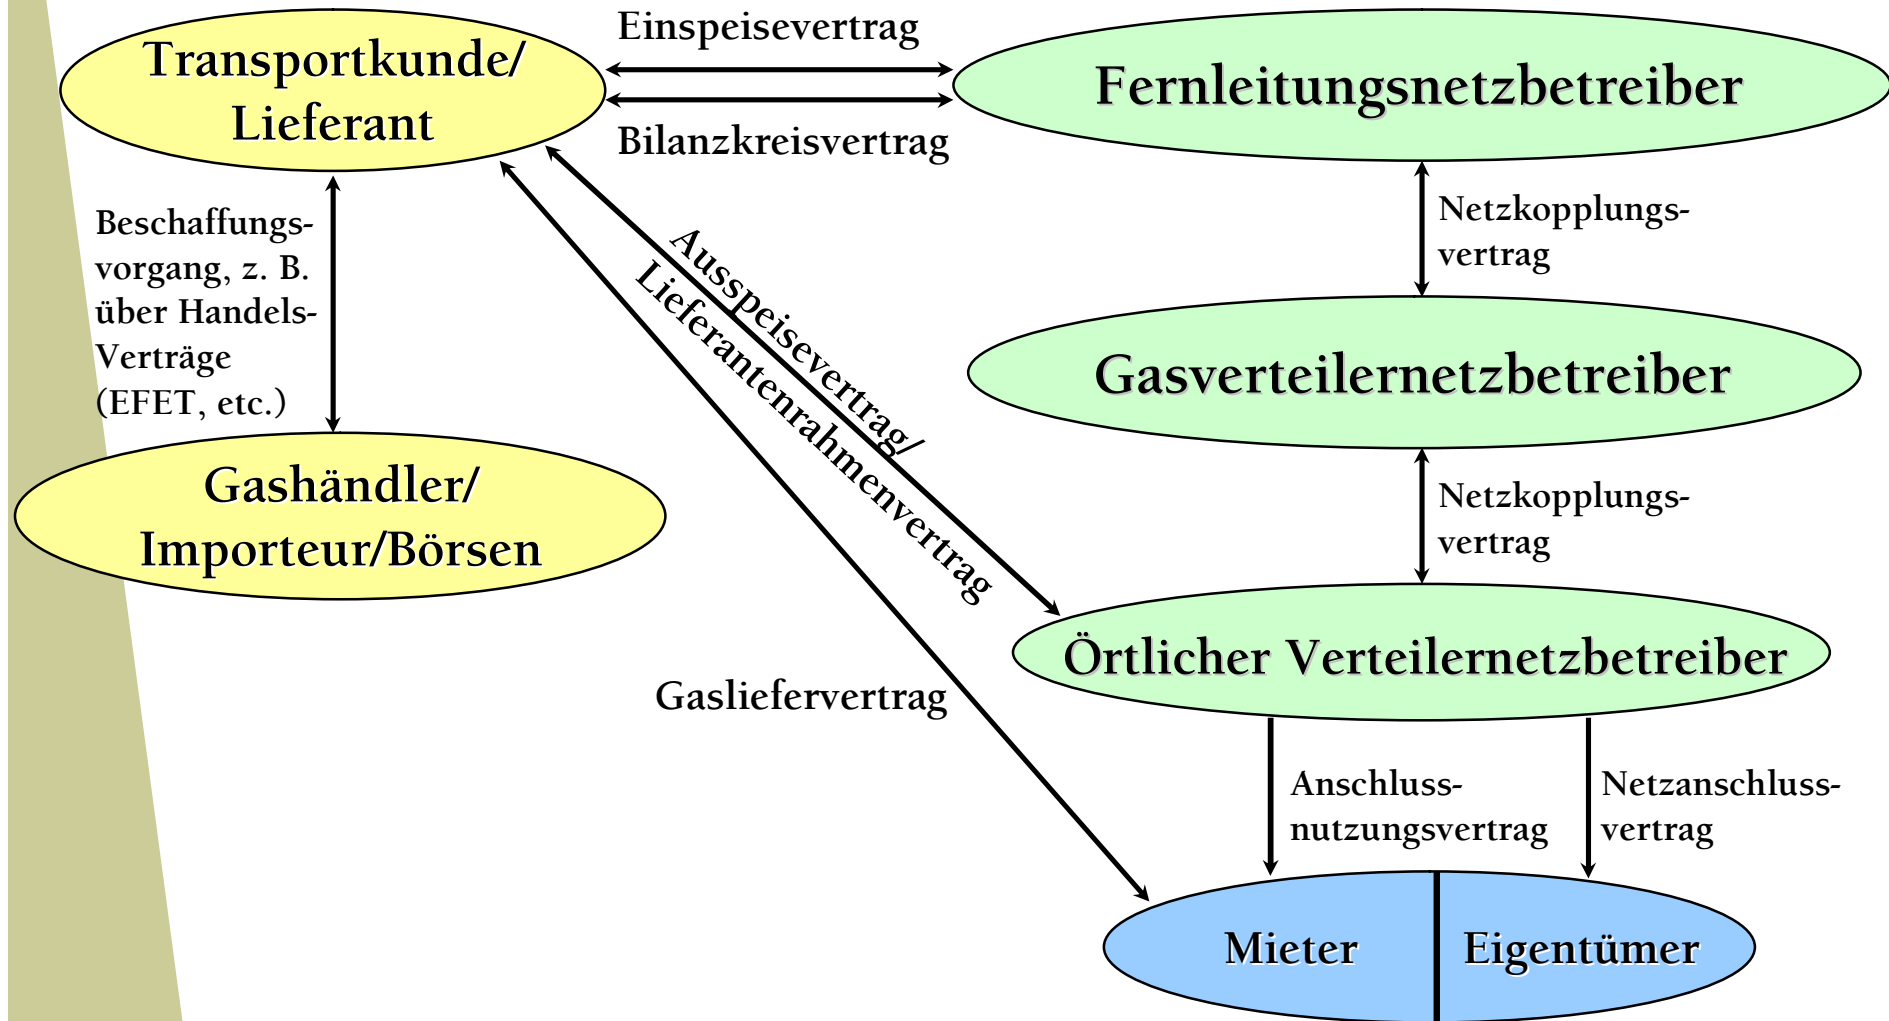 Einspeisevertrag
Transportkunde/
Lieferant
Fernleitungsnetzbetreiber
Bilanzkreisvertrag
Beschaffungs-
vorgang, z. B.
über Handels-
Verträge
(EFET, etc.)
Netzkopplungs-
vertrag
Ausspeisevertrag/
Lieferantenrahmenvertrag
Gasverteilernetzbetreiber
Gashändler/
Importeur/Börsen
Netzkopplungs-
vertrag
Örtlicher Verteilernetzbetreiber
Gasliefervertrag
Anschluss-
nutzungsvertrag
Netzanschluss-
vertrag
Mieter
Eigentümer